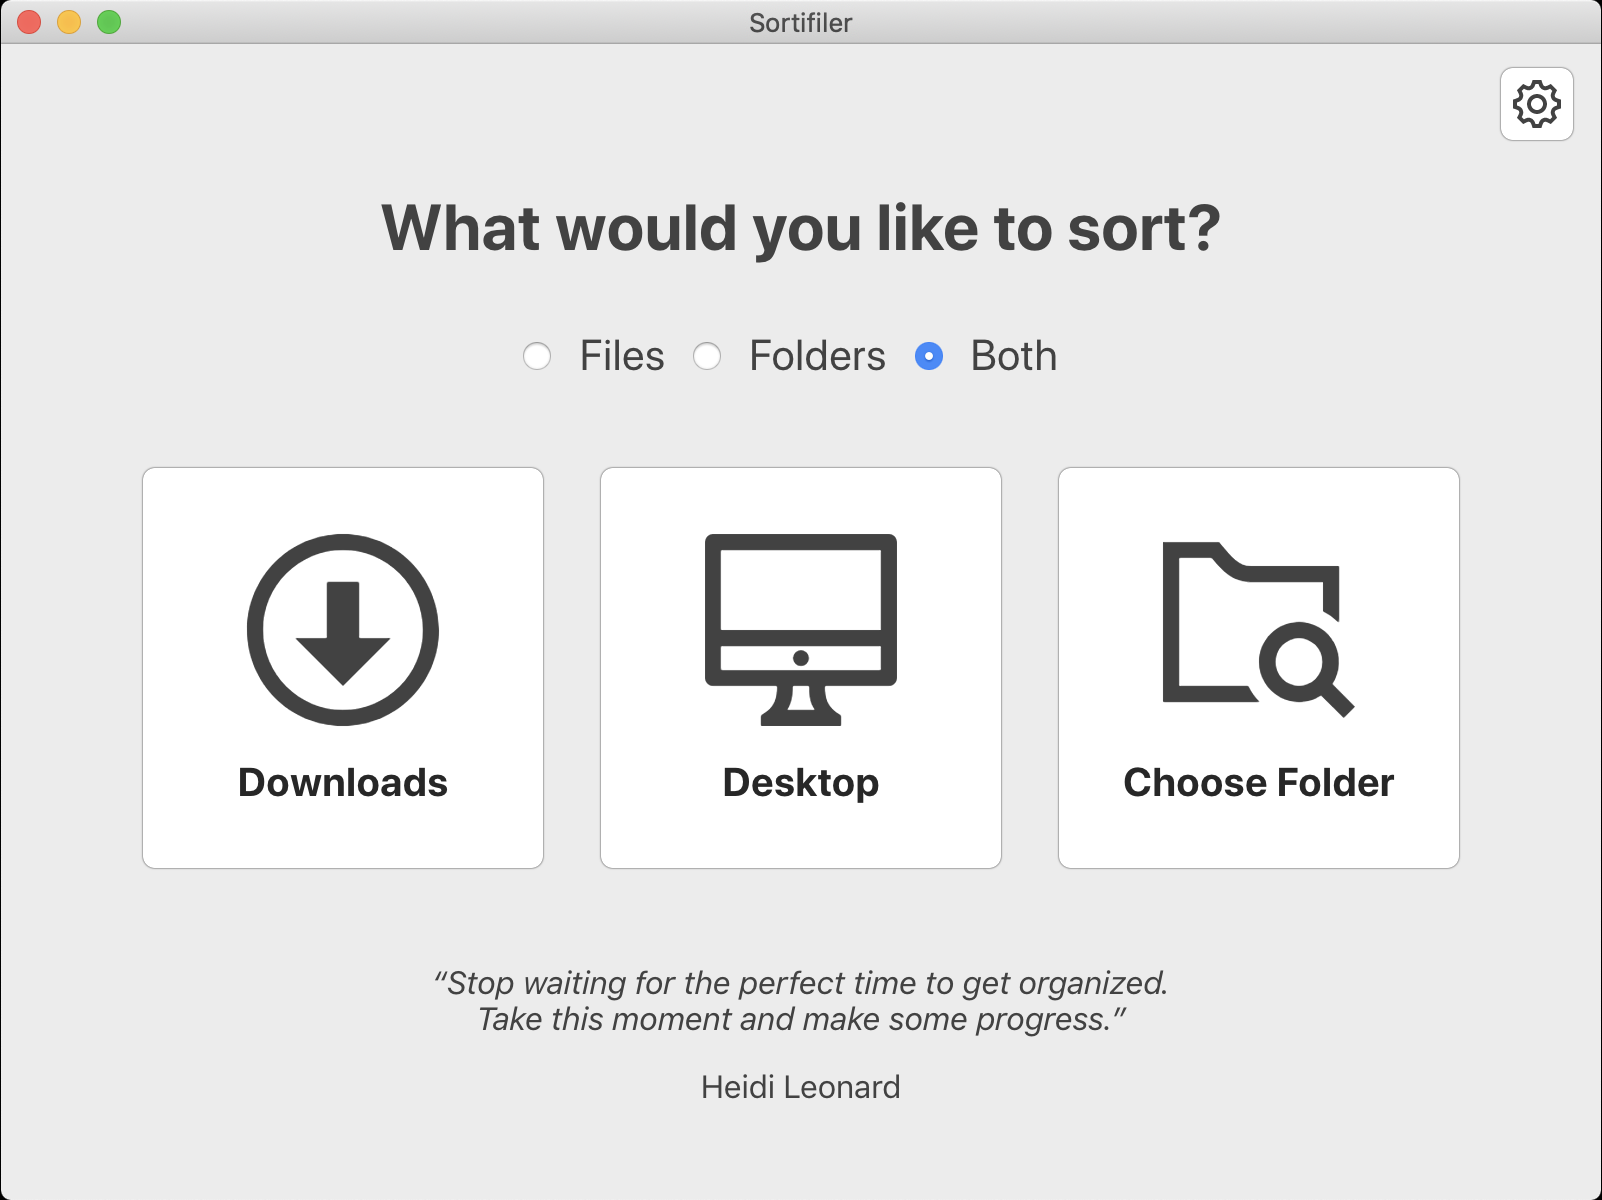 Sortifiler
What would you like to sort?
Files Folders Both
Downloads Desktop Choose Folder
“Stop waiting for the perfect time to get organized.
Take this moment and make some progress.”
Heidi Leonard